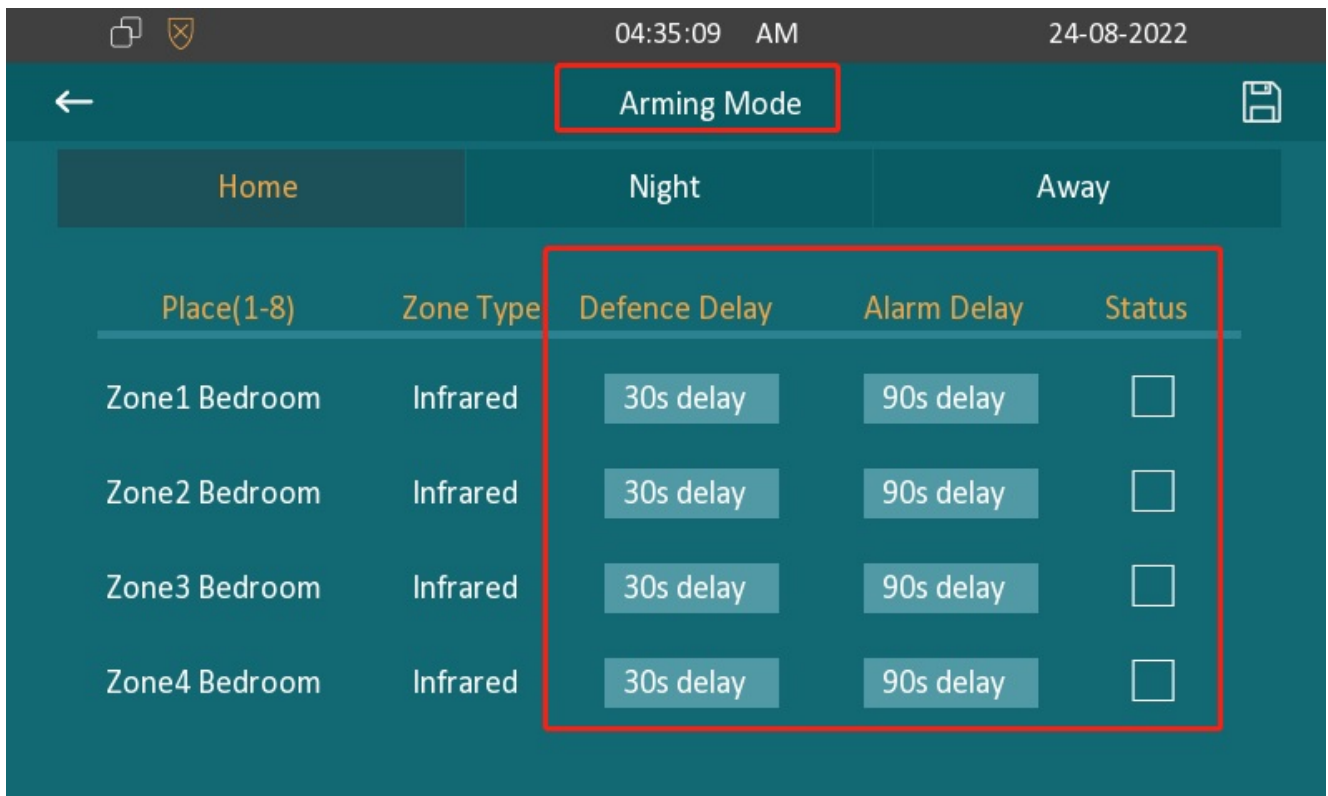 04:35:09 AM 24-08-2022
Arming Mode
Home Night Away
Place(1-8) Zone Type Defence Delay Alarm Delay Status
Zone1 Bedroom Infrared 30s delay 90s delay
Zone2 Bedroom Infrared 30s delay 90s delay
Zone3 Bedroom Infrared 30s delay 90s delay
Zone4 Bedroom Infrared 30s delay 90s delay